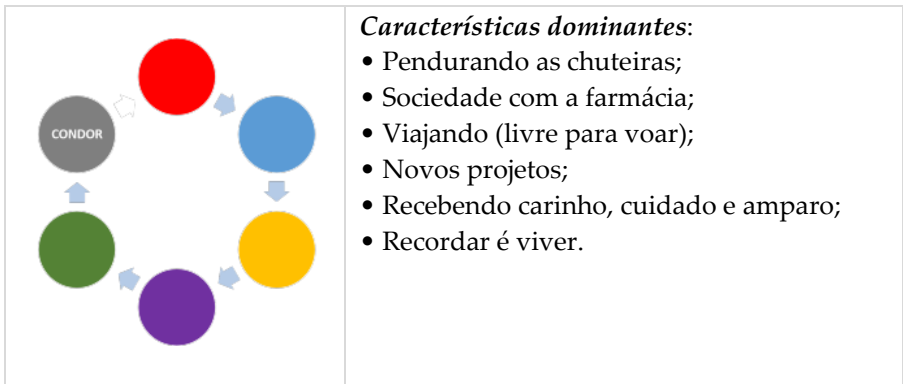 CONDOR
Características dominantes:
• Pendurando as chuteiras;
• Sociedade com a farmácia;
• Viajando (livre para voar);
• Novos projetos;
• Recebendo carinho, cuidado e amparo;
• Recordar é viver.